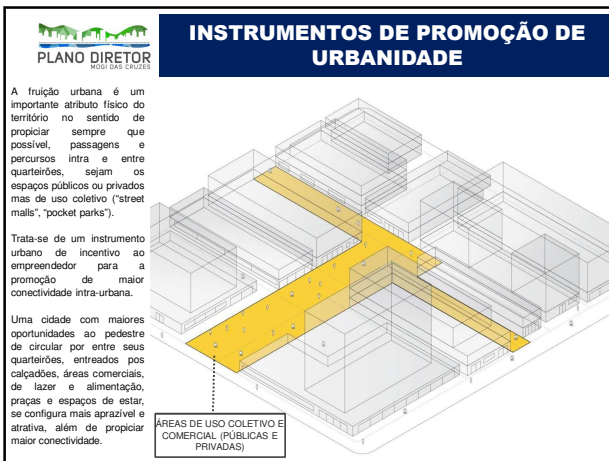 INSTRUMENTOS DE PROMOÇÃO DE
URBANIDADE
PLANO DIRETOR
MOGI DAS CRUZES
A fruição urbana é um
importante atributo físico do
território no sentido de
propiciar sempre que
possível, passagens e
percursos intra e entre
quarteirões, sejam os
espaços públicos ou privados
mas de uso coletivo (“street
malls”, “pocket parks”).
Trata-se de um instrumento
urbano de incentivo ao
empreendedor para a
promoção de maior
conectividade intra-urbana.
Uma cidade com maiores
oportunidades ao pedestre
de circular por entre seus
quarteirões, entreados pos
calçadões, áreas comerciais,
de lazer e alimentação,
praças e espaços de estar,
se configura mais aprazível e
atrativa, além de propiciar
maior conectividade.
ÁREAS DE USO COLETIVO E
COMERCIAL (PÚBLICAS E
PRIVADAS)